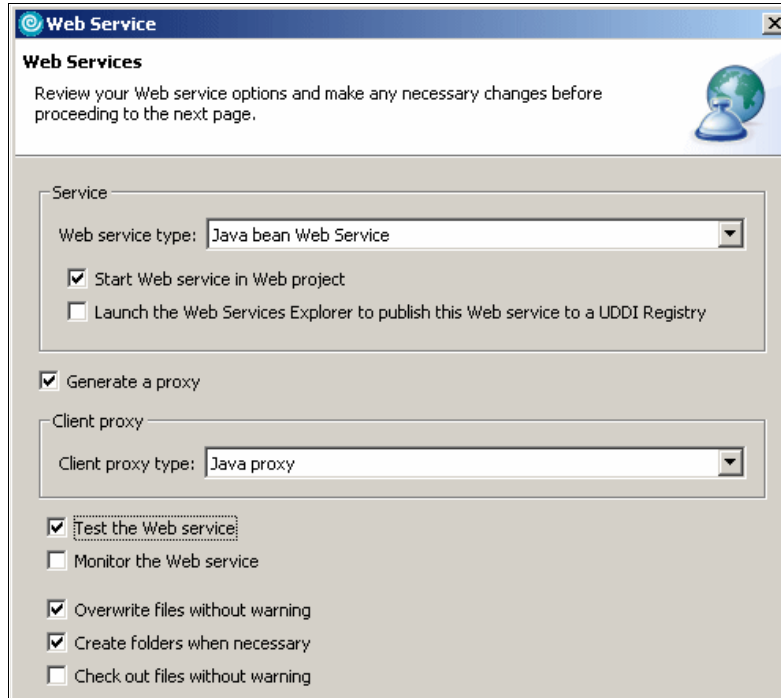 Web Service
Web Services
Review your Web service options and make any necessary changes before
proceeding to the next page.
Service
Web service type: Java bean Web Service
Start Web service in Web project
Launch the Web Services Explorer to publish this Web service to a UDDI Registry
Generate a proxy
Client proxy
Client proxy type: Java proxy
Test the Web service
Monitor the Web service
Overwrite files without warning
Create folders when necessary
Check out files without warning